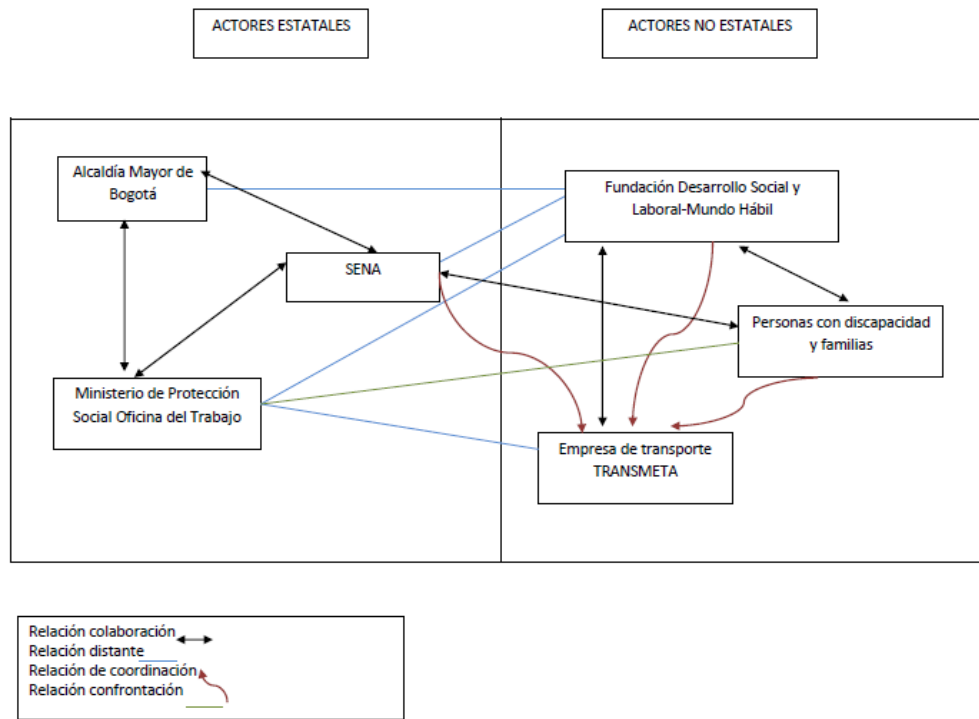 ACTORES ESTATALES
ACTORES NO ESTATALES
Alcaldía Mayor de
Bogotá
Fundación Desarrollo Social y
Laboral-Mundo Hábil
SENA
Personas con discapacidad
y familias
Ministerio de Protección
Social Oficina del Trabajo
Empresa de transporte
TRANSMETA
Relación colaboración
Relación distante
Relación de coordinación
Relación confrontación